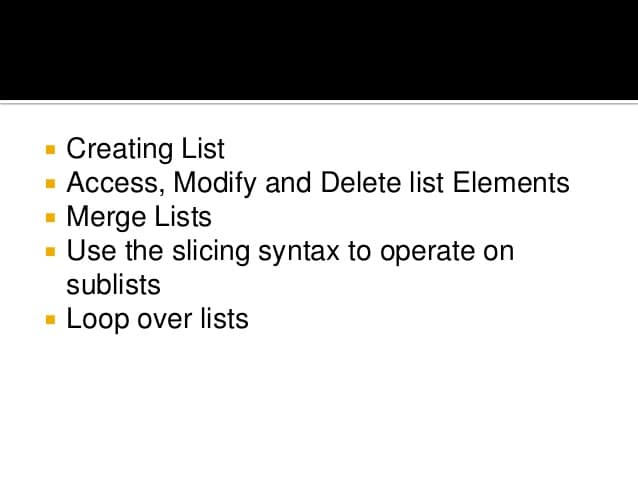 Creating List
Access, Modify and Delete list Elements
Merge Lists
Use the slicing syntax to operate on
sublists
Loop over lists